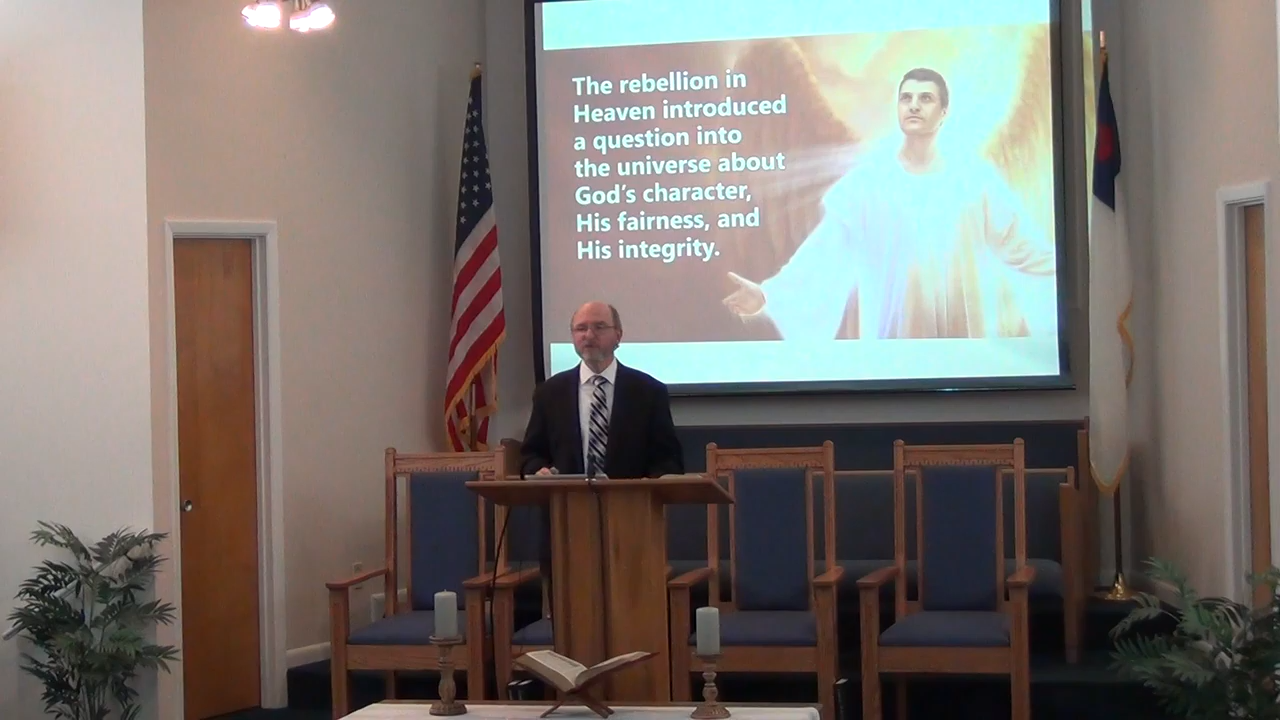 The rebellion in
Heaven introduced
a question into
the universe about
God's character,
His fairness, and
His integrity.